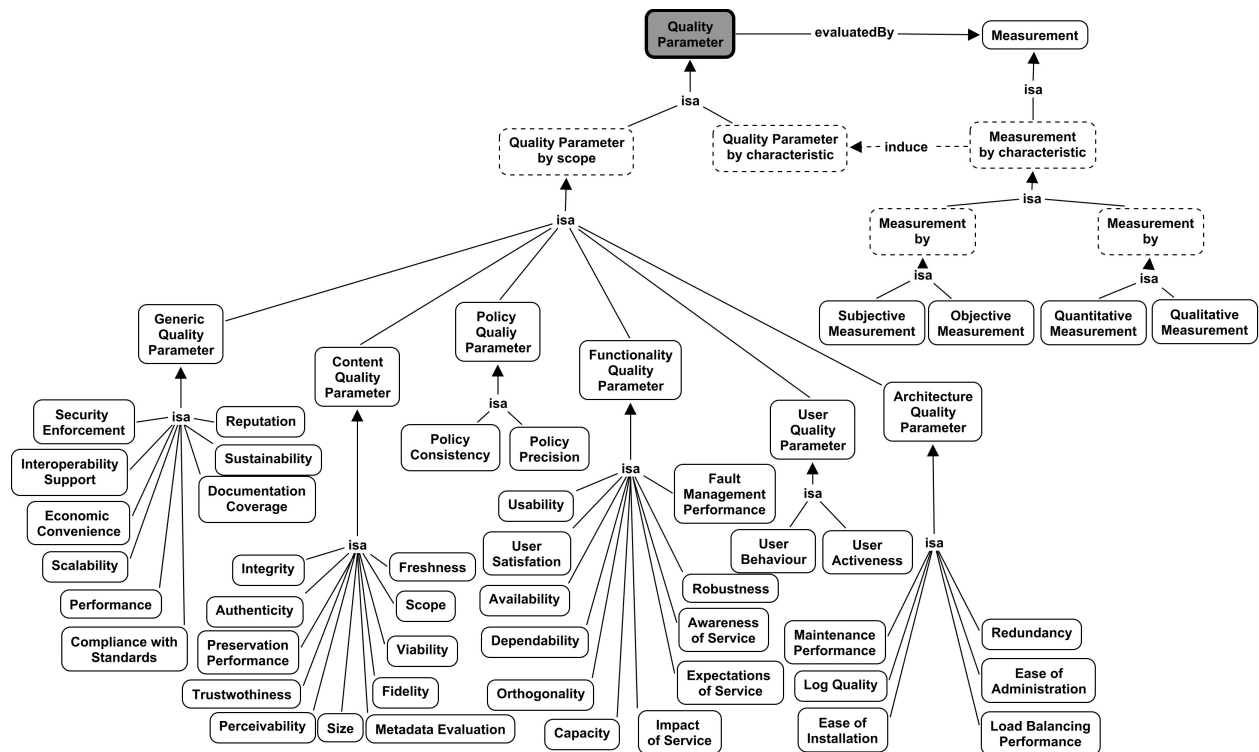 Quality
Parameter
evaluatedBy
Measurement
isa
isa
Quality Parameter
by scope
Quality Parameter
by characteristic
induce
Measurement
by characteristic
isa
isa
Measurement
by
Measurement
by
isa
isa
Subjective
Measurement
Objective
Measurement
Quantitative
Measurement
Qualitative
Measurement
Generic
Quality
Parameter
Content
Quality
Parameter
Policy
Qualiy
Parameter
Functionality
Quality
Parameter
User
Quality
Parameter
Architecture
Quality
Parameter
isa
Security
Enforcement
Reputation
Interoperability
Support
Sustainability
Economic
Convenience
Documentation
Coverage
Scalability
Performance
Compliance with
Standards
isa
Integrity
Freshness
Authenticity
Scope
Preservation
Performance
Viability
Trustwothiness
Fidelity
Perceivability
Size
Metadata Evaluation
isa
Policy
Consistency
Policy
Precision
isa
Usability
Fault
Management
Performance
User
Satisfation
Availability
Robustness
Dependability
Awareness
of Service
Orthogonality
Expectations
of Service
Capacity
Impact
of Service
isa
User
Behaviour
User
Activeness
isa
Maintenance
Performance
Redundancy
Log Quality
Ease of
Administration
Ease of
Installation
Load Balancing
Performance